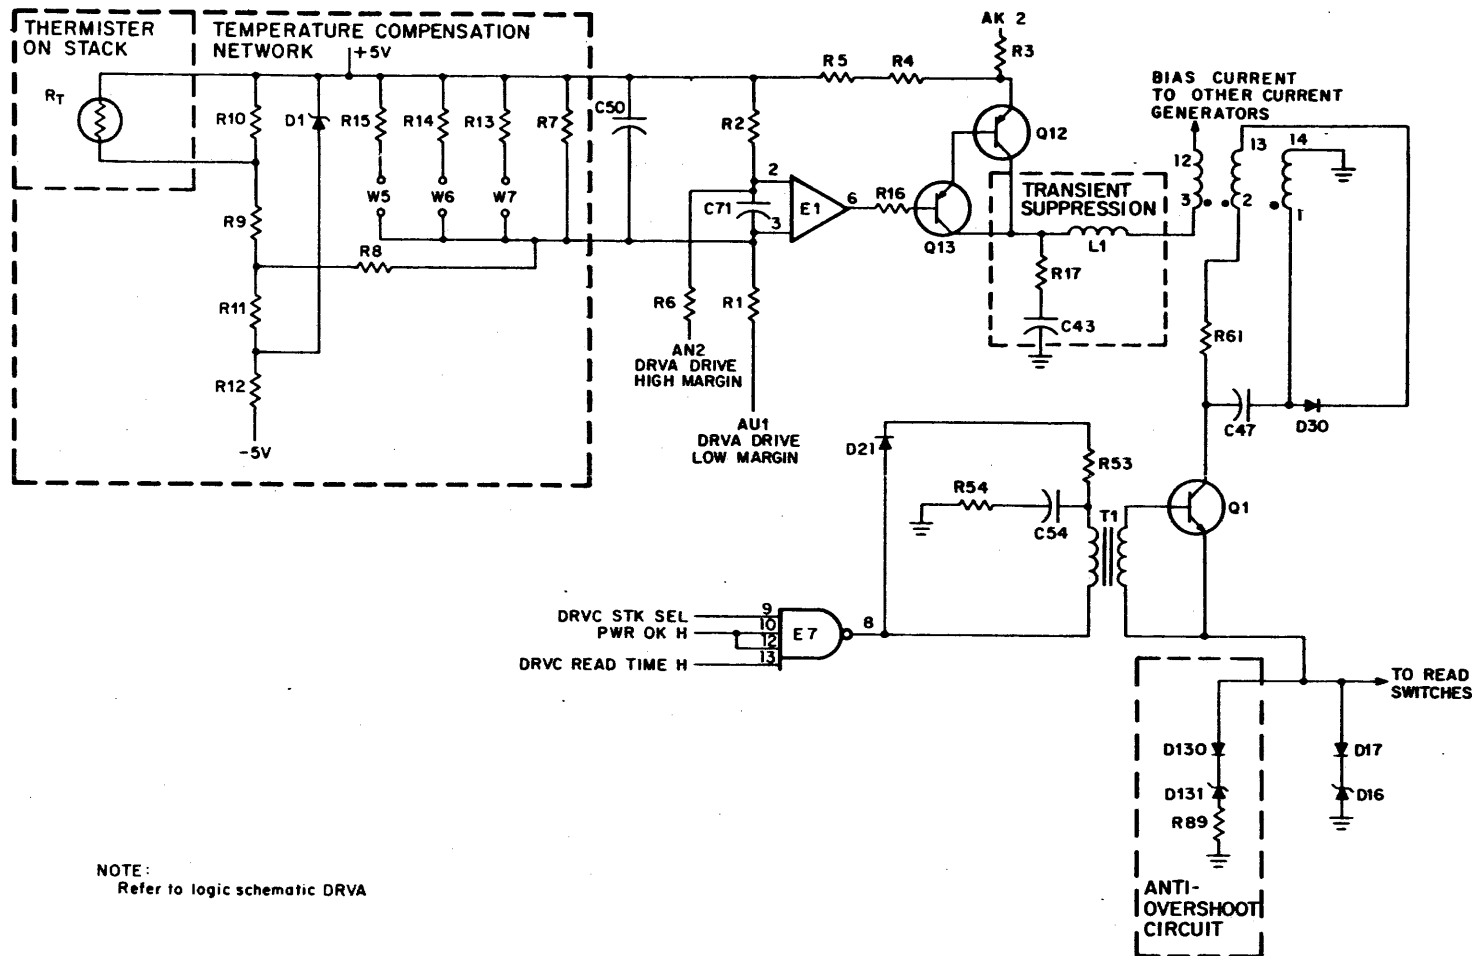 THERMISTER
ON STACK
TEMPERATURE COMPENSATION
NETWORK
+5V
RT
R10
D1
R15
R14
R13
R7
C50
R9
W5
W6
W7
R8
R11
R12
-5V
R2
R5
R4
AK 2
R3
Q12
2
C71
3
E1
6
R16
Q13
R6
R1
AN2
DRVA DRIVE
HIGH MARGIN
AU1
DRVA DRIVE
LOW MARGIN
TRANSIENT
SUPPRESSION
L1
R17
C43
BIAS CURRENT
TO OTHER CURRENT
GENERATORS
12
13
14
3
2
1
R61
C47
D30
D21
R53
R54
C54
T1
Q1
DRVC STK SEL
PWR OK H
DRVC READ TIME H
9
10
12
13
E7
8
TO READ
SWITCHES
D130
D131
R89
D17
D16
ANTI-
OVERSHOOT
CIRCUIT
NOTE:
Refer to logic schematic DRVA